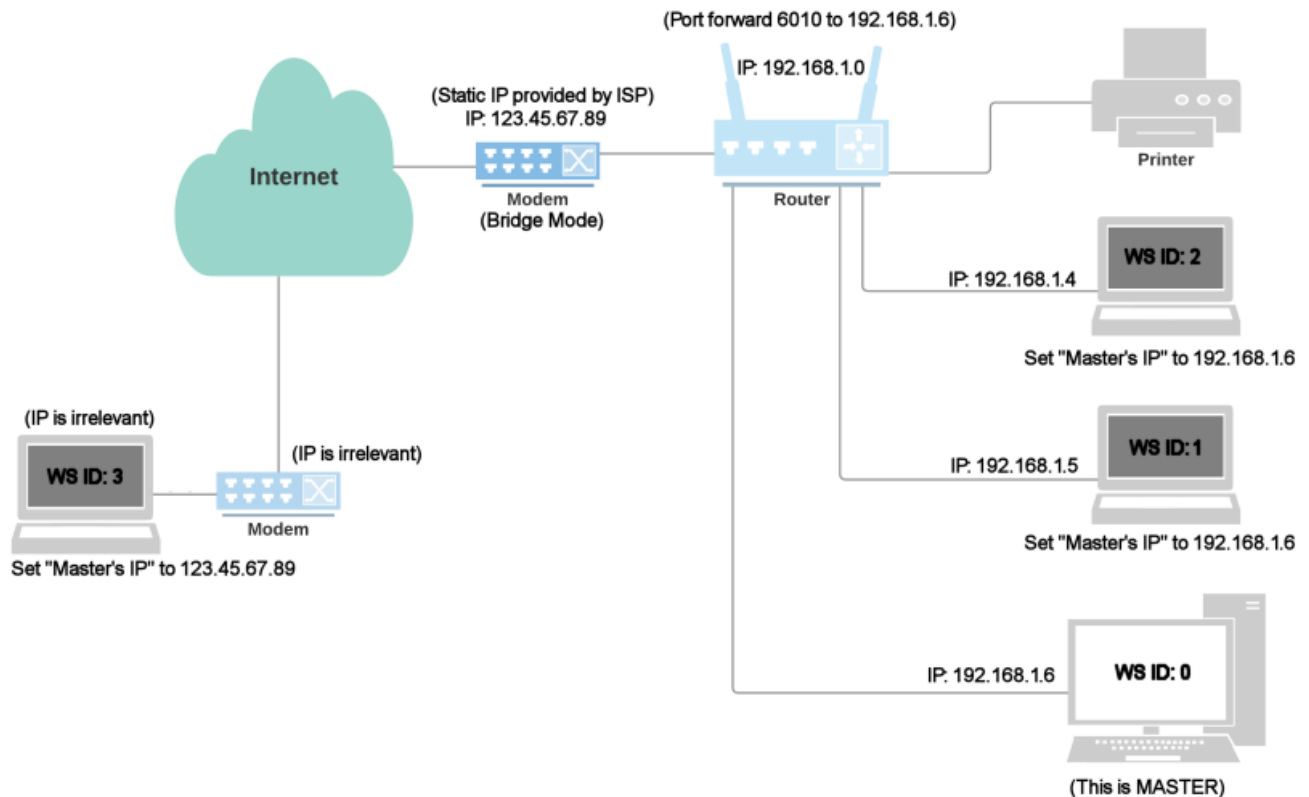 (Port forward 6010 to 192.168.1.6)
IP: 192.168.1.0
(Static IP provided by ISP)
IP: 123.45.67.89
Internet
Modem
(Bridge Mode)
Router
Printer
WS ID: 2
IP: 192.168.1.4
Set "Master's IP" to 192.168.1.6
(IP is irrelevant)
(IP is irrelevant)
WS ID: 3
Modem
Set "Master's IP" to 123.45.67.89
WS ID: 1
IP: 192.168.1.5
Set "Master's IP" to 192.168.1.6
IP: 192.168.1.6
WS ID: 0
(This is MASTER)